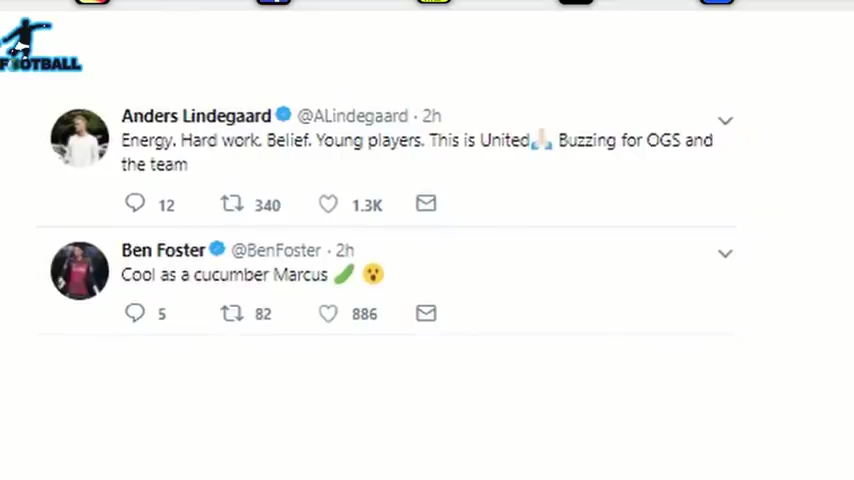 FOOTBALL
Anders Lindegaard @ALindegaard · 2h
Energy. Hard work. Belief. Young players. This is United🙏🏻 Buzzing for OGS and
the team
12 340 1.3K
Ben Foster @BenFoster · 2h
Cool as a cucumber Marcus 🥒 😮
5 82 886